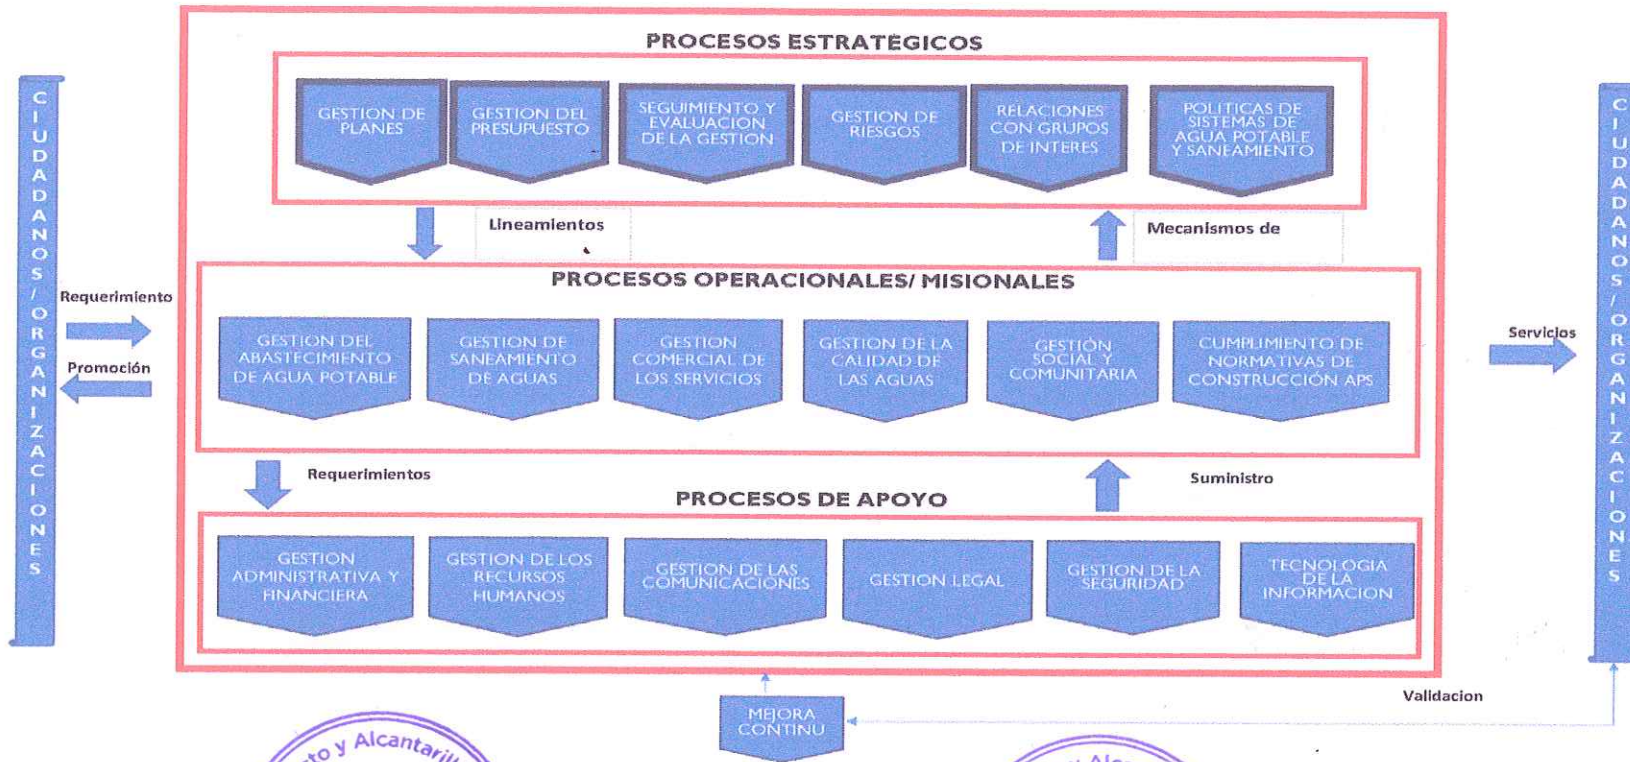 PROCESOS ESTRATEGICOS
CIUDADANOS/ORGANIZACIONES
GESTION DE
PLANES
GESTION DEL
PRESUPUESTO
SEGUIMIENTO Y
EVALUACION
DE LA GESTION
GESTION DE
RIESGOS
RELACIONES
CON GRUPOS
DE INTERES
POLITICAS DE
SISTEMAS DE
AGUA POTABLE
Y SANEAMIENTO
CIUDADANOS/ORGANIZACIONES
Lineamientos
Mecanismos de
PROCESOS OPERACIONALES/ MISIONALES
Requerimiento
Promoción
GESTION DEL
ABASTECIMIENTO
DE AGUA POTABLE
GESTION DE
SANEAMIENTO
DE AGUAS
GESTION
COMERCIAL DE
LOS SERVICIOS
GESTION DE LA
CALIDAD DE
LAS AGUAS
GESTIÓN
SOCIAL Y
COMUNITARIA
CUMPLIMIENTO DE
NORMATIVAS DE
CONSTRUCCIÓN APS
Servicios
Requerimientos
Suministro
PROCESOS DE APOYO
GESTION
ADMINISTRATIVA Y
FINANCIERA
GESTION DE LOS
RECURSOS
HUMANOS
GESTION DE LAS
COMUNICACIONES
GESTION LEGAL
GESTION DE LA
SEGURIDAD
TECNOLOGIA
DE LA
INFORMACION
Validacion
MEJORA
CONTINU
y Alcantarill